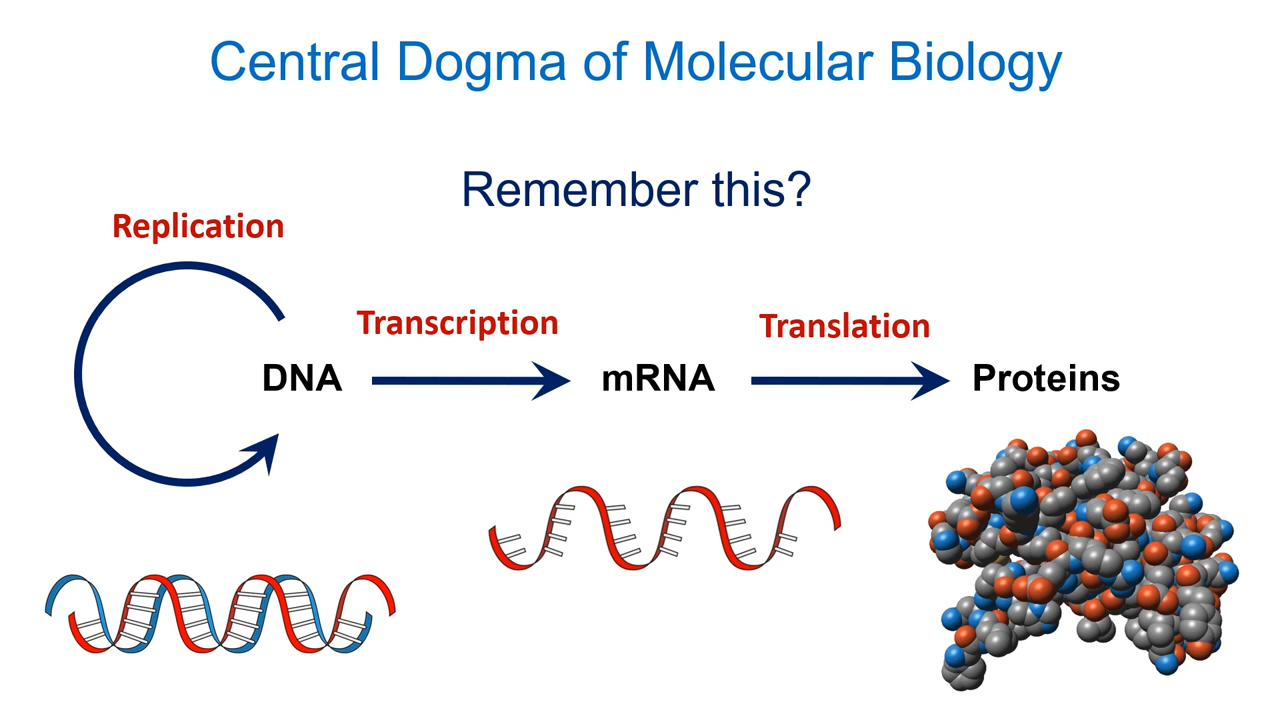 Central Dogma of Molecular Biology
Remember this?
Replication
Transcription
Translation
DNA
mRNA
Proteins